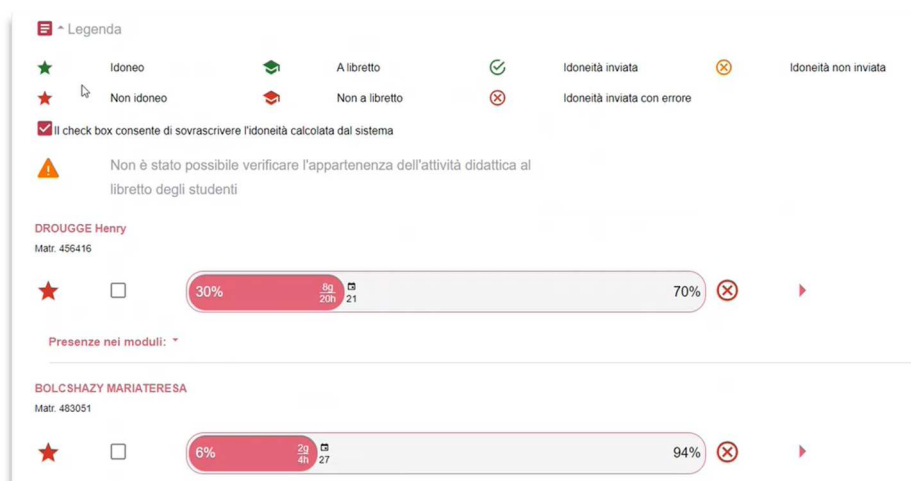 Legenda
Idoneo A libretto Idoneità inviata Idoneità non inviata
Non idoneo Non a libretto Idoneità inviata con errore
Il check box consente di sovrascrivere l'idoneità calcolata dal sistema
Non è stato possibile verificare l'appartenenza dell'attività didattica al
libretto degli studenti
DROUGGE Henry
Matr. 456416
30% 8g 20h 21 70%
Presenze nei moduli:
BOLCSHAZY MARIATERESA
Matr. 483051
6% 2g 4h 27 94%